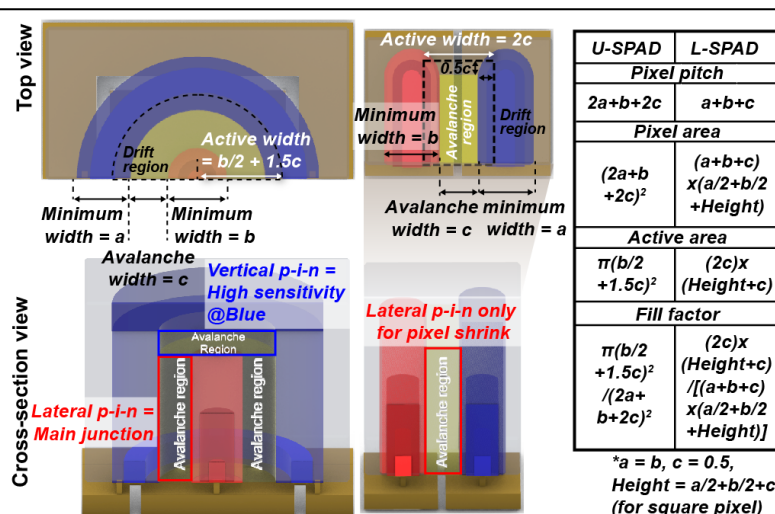 Top view
Drift
region
Active width
= b/2 + 1.5c
Minimum
width = a
Minimum
width = b
Avalanche
width = c
Active width = 2c
0.5c
Minimum
width = b
Avalanche
region
Drift
region
Avalanche
width = c
minimum
width = a
Cross-section view
Vertical p-i-n =
High sensitivity
@Blue
Avalanche
Region
Lateral p-i-n =
Main junction
Avalanche region
Avalanche region
Lateral p-i-n only
for pixel shrink
Avalanche region
U-SPAD L-SPAD
Pixel pitch
2a+b+2c a+b+c
Pixel area
(2a+b
+2c)²
(a+b+c)
x(a/2+b/2
+Height)
Active area
π(b/2
+1.5c)²
(2c)x
(Height+c)
Fill factor
π(b/2
+1.5c)²
/(2a+
b+2c)²
(2c)x
(Height+c)
/[(a+b+c)
x(a/2+b/2
+Height)]
*a = b, c = 0.5,
Height = a/2+b/2+c
(for square pixel)